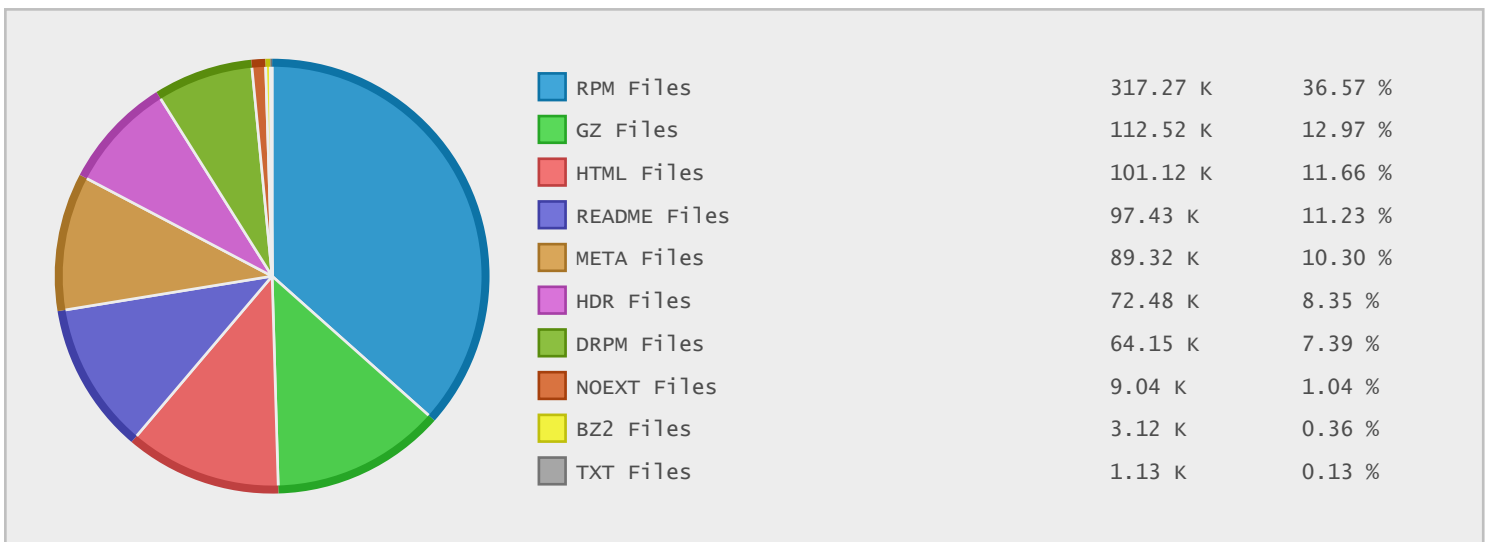 RPM Files 317.27 K 36.57 %
GZ Files 112.52 K 12.97 %
HTML Files 101.12 K 11.66 %
README Files 97.43 K 11.23 %
META Files 89.32 K 10.30 %
HDR Files 72.48 K 8.35 %
DRPM Files 64.15 K 7.39 %
NOEXT Files 9.04 K 1.04 %
BZ2 Files 3.12 K 0.36 %
TXT Files 1.13 K 0.13 %